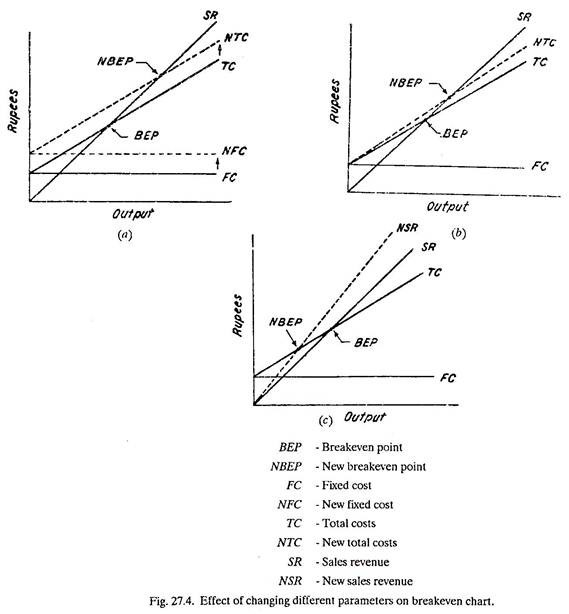 SR
NTC
NBEP
TC
Rupees
BEP
NFC
FC
Output
(a)
SR
NTC
NBEP
TC
Rupees
BEP
FC
Output
(b)
NSR
SR
TC
Rupees
NBEP
BEP
FC
(c) Output
BEP - Breakeven point
NBEP - New breakeven point
FC - Fixed cost
NFC - New fixed cost
TC - Total costs
NTC - New total costs
SR - Sales revenue
NSR - New sales revenue
Fig. 27.4. Effect of changing different parameters on breakeven chart.